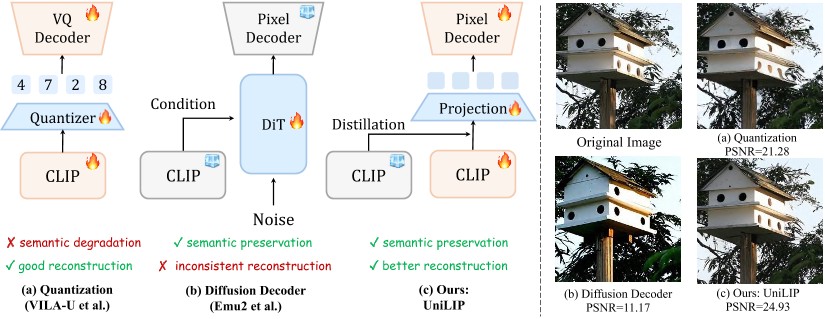 VQ
Decoder
4 7 2 8
Quantizer
CLIP
✗ semantic degradation
✓ good reconstruction
(a) Quantization
(VILA-U et al.)
Pixel
Decoder
Condition
DiT
CLIP
Noise
✓ semantic preservation
✗ inconsistent reconstruction
(b) Diffusion Decoder
(Emu2 et al.)
Pixel
Decoder
Projection
Distillation
CLIP
CLIP
✓ semantic preservation
✓ better reconstruction
(c) Ours:
UniLIP
Original Image
(a) Quantization
PSNR=21.28
(b) Diffusion Decoder
PSNR=11.17
(c) Ours: UniLIP
PSNR=24.93